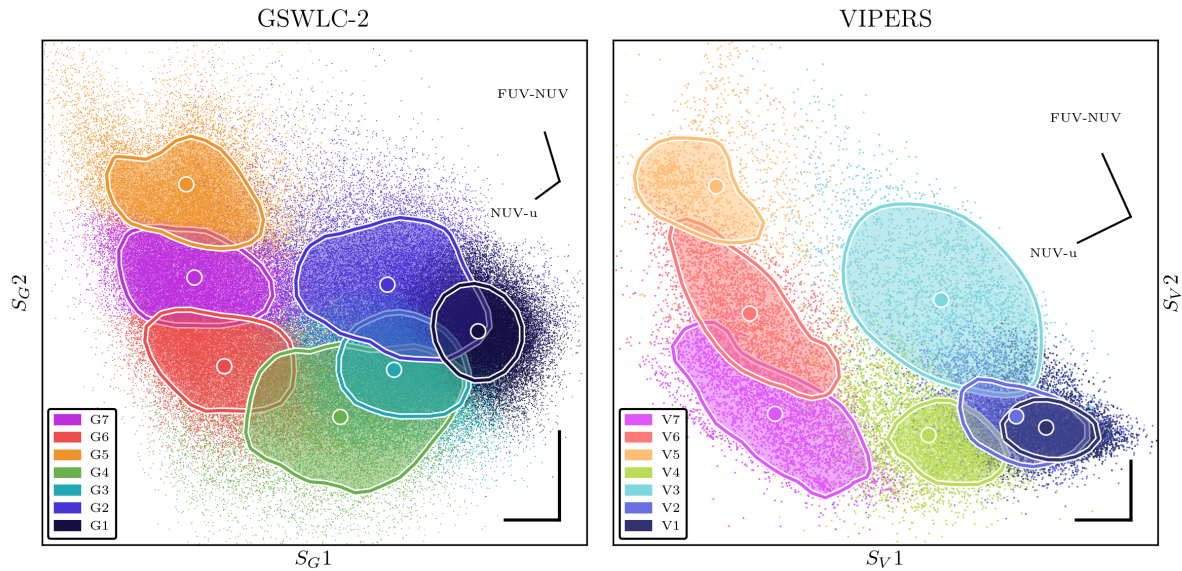 GSWLC-2
VIPERS
FUV-NUV
NUV-u
FUV-NUV
NUV-u
S_G2
S_V2
G7
G6
G5
G4
G3
G2
G1
V7
V6
V5
V4
V3
V2
V1
S_G1
S_V1